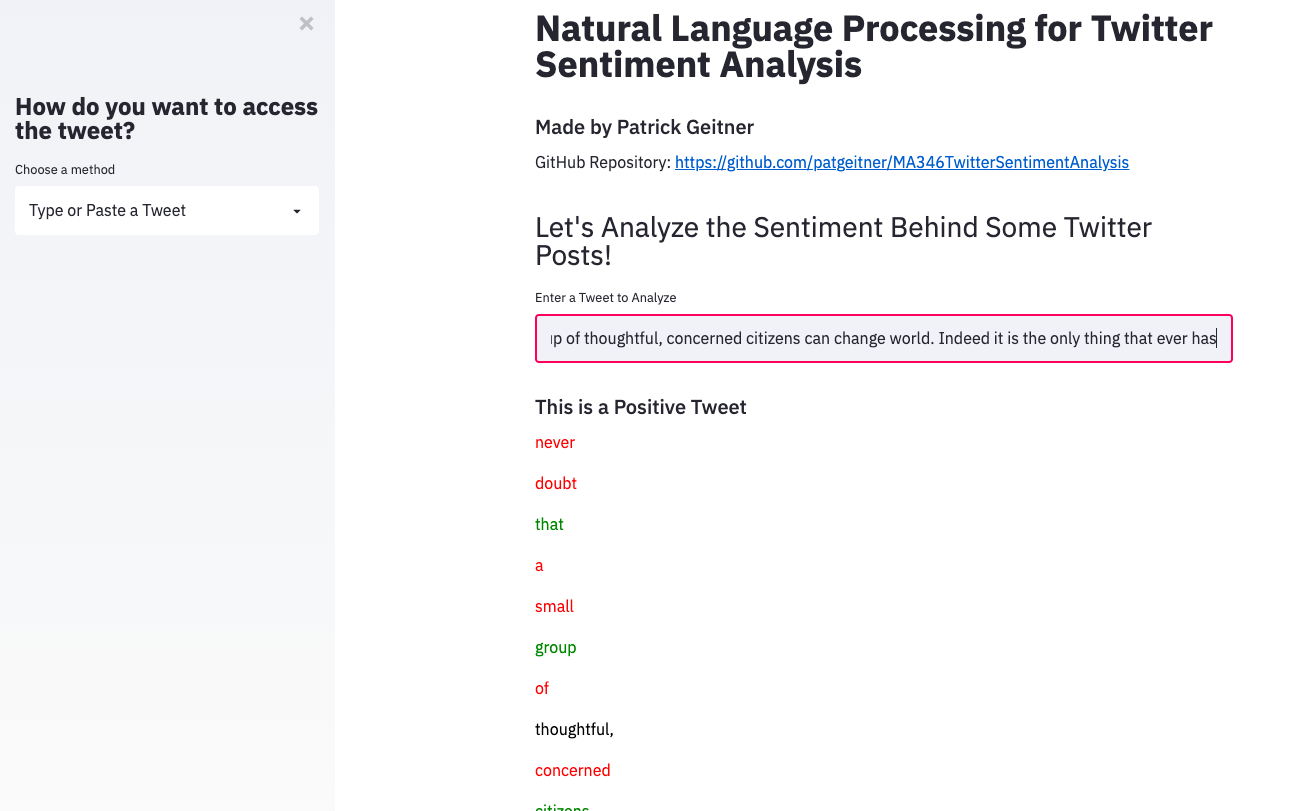 ×
How do you want to access
the tweet?
Choose a method
Type or Paste a Tweet
Natural Language Processing for Twitter
Sentiment Analysis
Made by Patrick Geitner
GitHub Repository: https://github.com/patgeitner/MA346TwitterSentimentAnalysis
Let's Analyze the Sentiment Behind Some Twitter
Posts!
Enter a Tweet to Analyze
up of thoughtful, concerned citizens can change world. Indeed it is the only thing that ever has
This is a Positive Tweet
never
doubt
that
a
small
group
of
thoughtful,
concerned
citizens